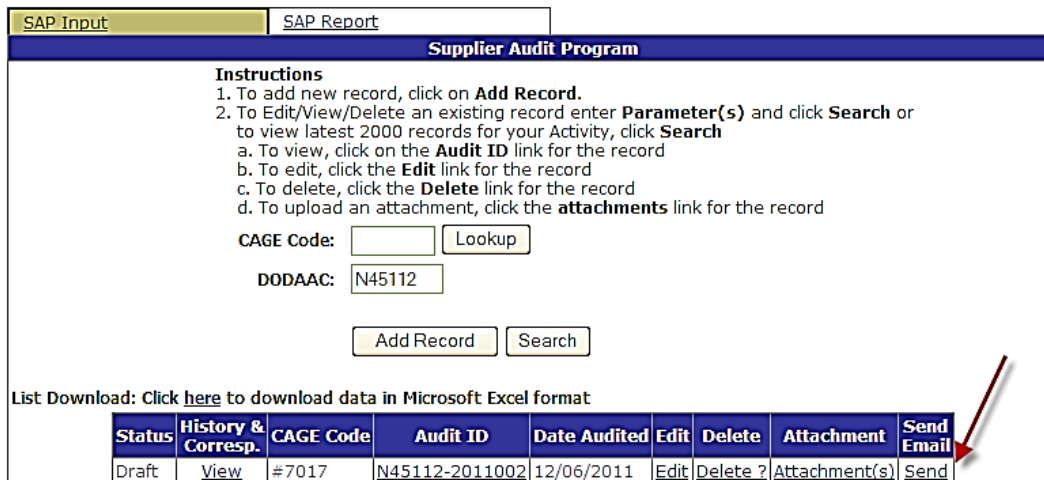 SAP Input SAP Report
Supplier Audit Program
Instructions
1. To add new record, click on Add Record.
2. To Edit/View/Delete an existing record enter Parameter(s) and click Search or
to view latest 2000 records for your Activity, click Search
a. To view, click on the Audit ID link for the record
b. To edit, click the Edit link for the record
c. To delete, click the Delete link for the record
d. To upload an attachment, click the attachments link for the record
CAGE Code: Lookup
DODAAC: N45112
Add Record Search
List Download: Click here to download data in Microsoft Excel format
Status History & Corresp. CAGE Code Audit ID Date Audited Edit Delete Attachment Send Email
Draft View #7017 N45112-2011002 12/06/2011 Edit Delete ? Attachment(s) Send